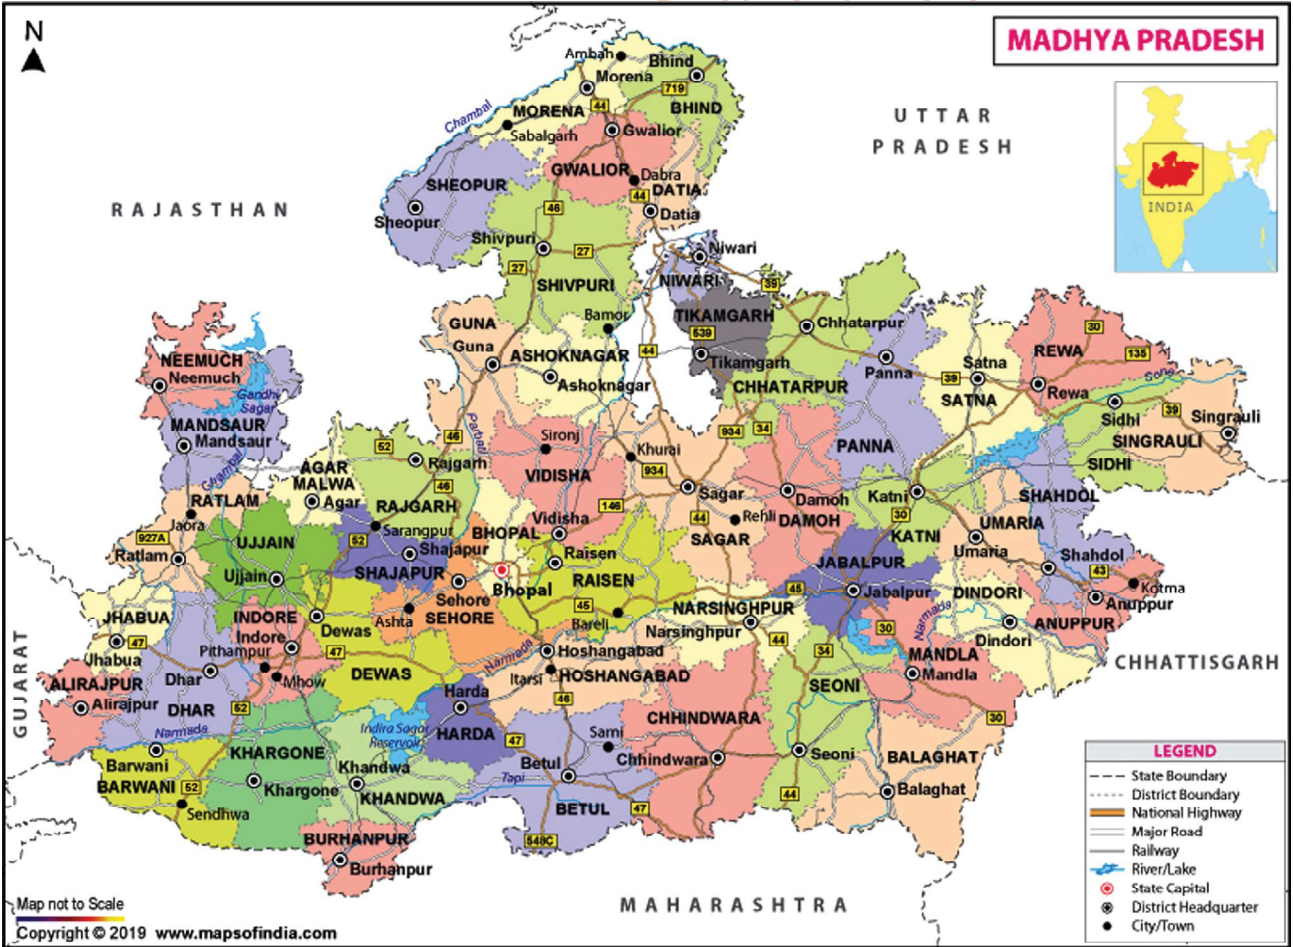 N
MADHYA PRADESH
Ambah
Bhind
Morena
719
44
BHIND
MORENA
Chambal
Sabalgarh
Gwalior
UTTAR
PRADESH
INDIA
GWALIOR
Dabra
SHEOPUR
DATIA
44
Sheopur
46
Datia
RAJASTHAN
Shivpuri
27
Niwari
27
NIWARI
39
SHIVPURI
TIKAMGARH
Bamor
GUNA
Chhatarpur
30
REWA
135
539
Guna
ASHOKNAGAR
44
Tikamgarh
NEEMUCH
Neemuch
Ashoknagar
CHHATARPUR
Panna
39
Satna
SATNA
Rewa
Sone
Gandhi
Sagar
Sidhi
39
Singrauli
MANDSAUR
Mandsaur
52
46
Parbati
Sironj
934
34
PANNA
SINGRAULI
Khurai
SIDHI
Chambal
AGAR
MALWA
Rajgarh
VIDISHA
934
46
Agar
RAJGARH
Sagar
Damoh
Katni
SHAHDOL
RATLAM
Jaora
146
44
Rehli
DAMOH
30
UMARIA
Sarangpur
Vidisha
BHOPAL
SAGAR
KATNI
927A
UJJAIN
52
Shajapur
Raisen
Umaria
Shahdol
Ratlam
SHAJAPUR
JABALPUR
43
Ujjain
Bhopal
RAISEN
45
Jabalpur
DINDORI
Kotma
Anuppur
Sehore
SEHORE
45
Bareli
NARSINGHPUR
JHABUA
INDORE
Indore
Dewas
Ashta
Narsinghpur
30
Narmada
Dindori
ANUPPUR
Jhabua
47
Pithampur
47
Narmada
Hoshangabad
44
34
MANDLA
CHHATTISGARH
Mandla
ALIRAJPUR
Dhar
Mhow
DEWAS
Itarsi
HOSHANGABAD
SEONI
Alirajpur
DHAR
52
Harda
46
CHHINDWARA
30
GUJARAT
Narmada
Indira Sagar
Reservoir
HARDA
47
Sarni
Chhindwara
Seoni
BALAGHAT
Barwani
KHARGONE
Khandwa
Betul
BARWANI
52
Khargone
KHANDWA
Tapi
44
Balaghat
Sendhwa
BETUL
47
BURHANPUR
548C
Burhanpur
MAHARASHTRA
LEGEND
State Boundary
District Boundary
National Highway
Major Road
Railway
River/Lake
State Capital
District Headquarter
City/Town
Map not to Scale
Copyright © 2019 www.mapsofindia.com